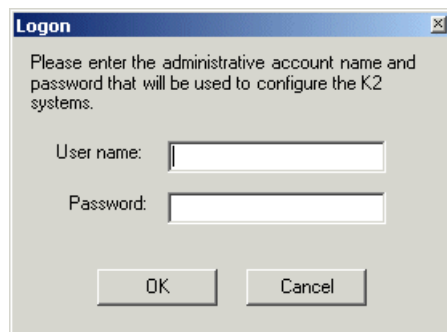 Logon
Please enter the administrative account name and
password that will be used to configure the K2
systems.
User name:
Password:
OK
Cancel